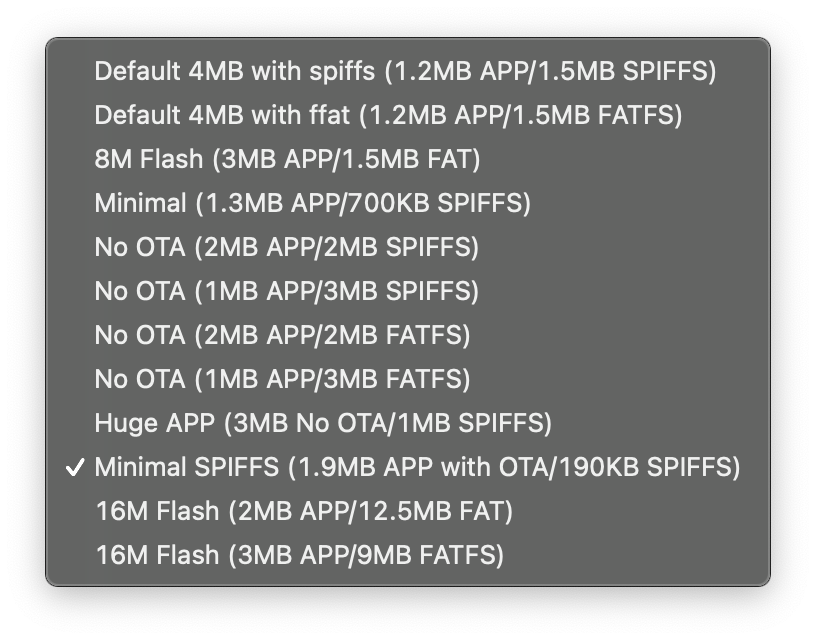 Default 4MB with spiffs (1.2MB APP/1.5MB SPIFFS)
Default 4MB with ffat (1.2MB APP/1.5MB FATFS)
8M Flash (3MB APP/1.5MB FAT)
Minimal (1.3MB APP/700KB SPIFFS)
No OTA (2MB APP/2MB SPIFFS)
No OTA (1MB APP/3MB SPIFFS)
No OTA (2MB APP/2MB FATFS)
No OTA (1MB APP/3MB FATFS)
Huge APP (3MB No OTA/1MB SPIFFS)
✓ Minimal SPIFFS (1.9MB APP with OTA/190KB SPIFFS)
16M Flash (2MB APP/12.5MB FAT)
16M Flash (3MB APP/9MB FATFS)